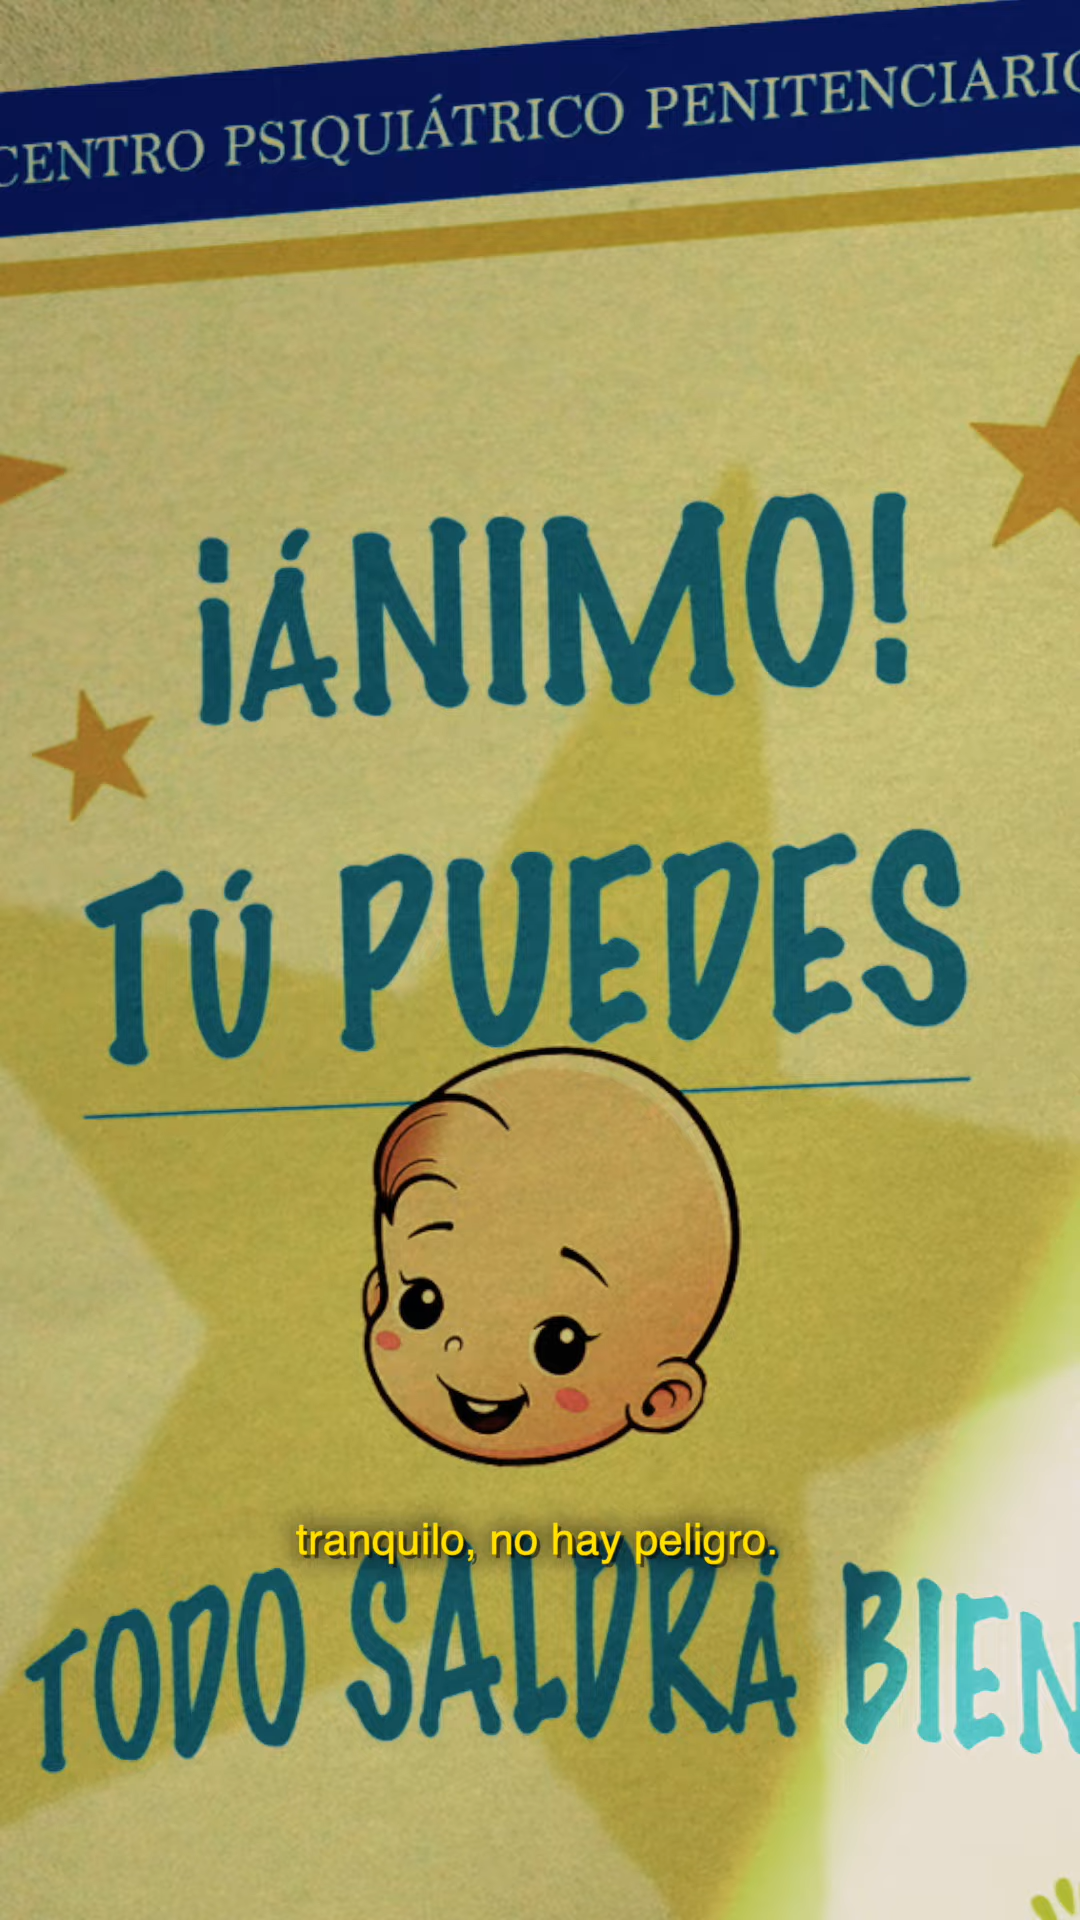 CENTRO PSIQUIÁTRICO PENITENCIARIO
¡ÁNIMO!
TÚ PUEDES
tranquilo, no hay peligro.
TODO SALDRÁ BIEN